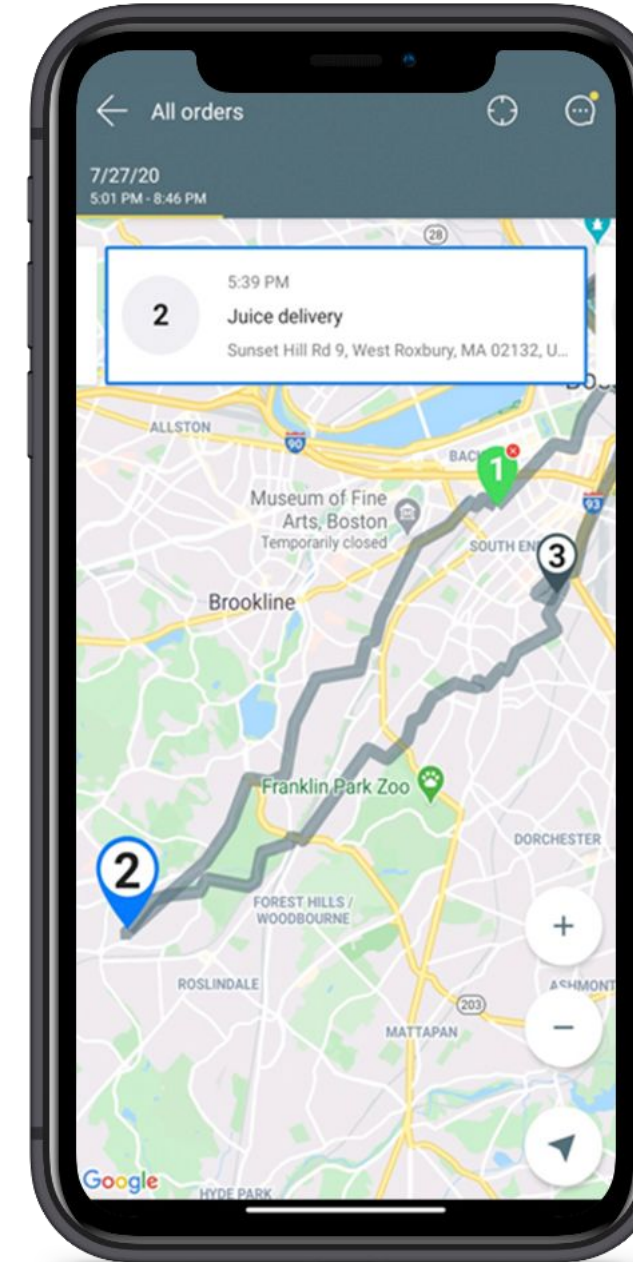 All orders
7/27/20
5:01 PM - 8:46 PM
28
5:39 PM
2
Juice delivery
Sunset Hill Rd 9, West Roxbury, MA 02132, U...
ALLSTON
90
1
Museum of Fine
Arts, Boston
Temporarily closed
93
SOUTH
3
Brookline
Franklin Park Zoo
DORCHESTER
2
FOREST HILLS /
WOODBOURNE
+
ROSLINDALE
ASHMONT
203
MATTAPAN
−
Google
HYDE PARK